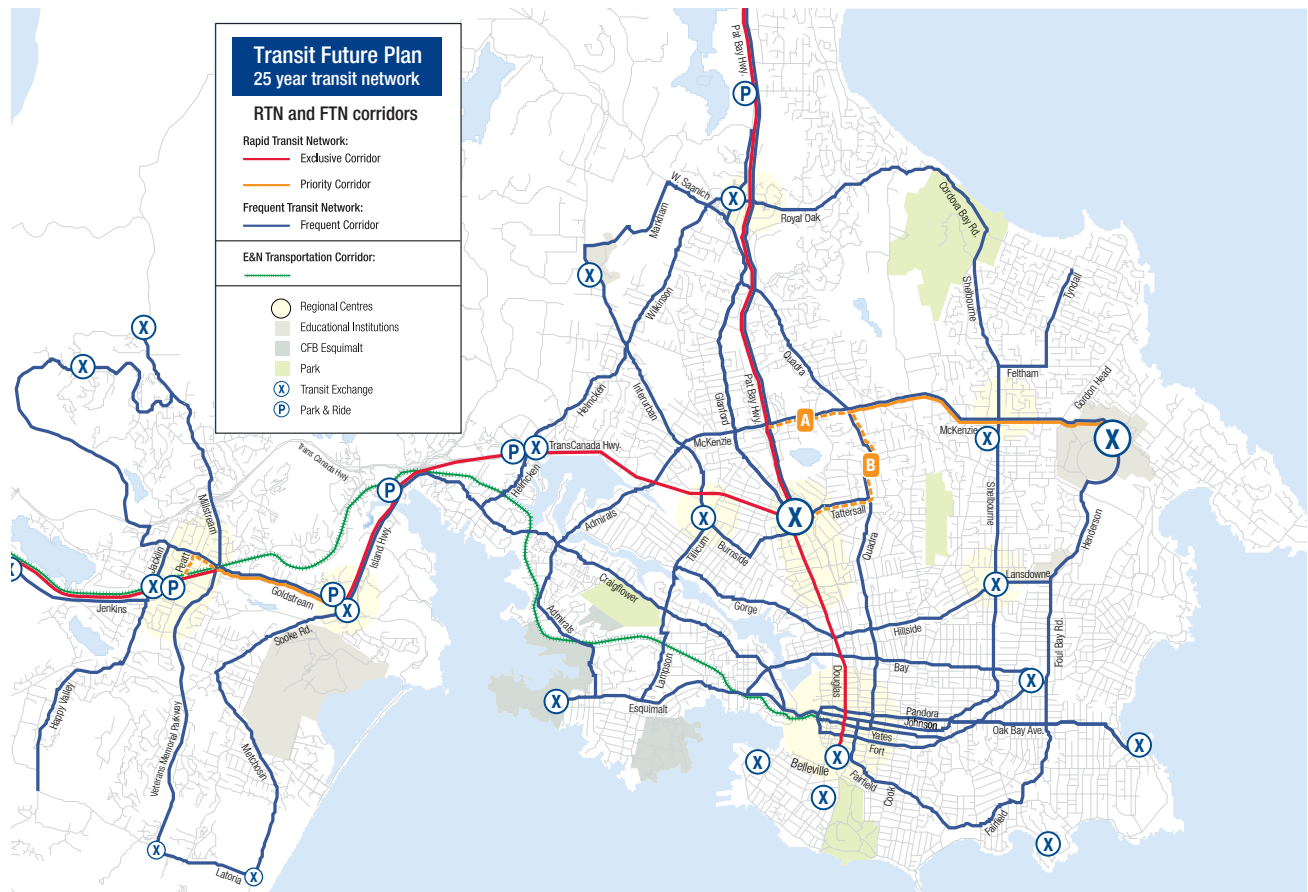 Transit Future Plan
25 year transit network
RTN and FTN corridors
Rapid Transit Network:
Exclusive Corridor
Priority Corridor
Frequent Transit Network:
Frequent Corridor
E&N Transportation Corridor:
Regional Centres
Educational Institutions
CFB Esquimalt
Park
X Transit Exchange
P Park & Ride
Pat Bay Hwy.
P
W. Saanich
X
Royal Oak
Cordova Bay Rd.
Markham
X
Wilkinson
Shelbourne
Tyndall
X
X
Quadra
Feltham
Helmcken
Interurban
Glanford
Pat Bay Hwy.
Gordon Head
A
McKenzie
McKenzie
X
X
P
X
TransCanada Hwy.
Trans Canada Hwy.
B
Helmcken
P
Millstream
Shelbourne
Admirals
X
X
Tattersall
Henderson
Island Hwy.
Tillicum
Burnside
Quadra
Jacklin
Peatt
X
X
P
Lansdowne
X
Craigflower
P
X
Goldstream
Jenkins
Gorge
Admirals
Hillside
Foul Bay Rd.
Sooke Rd.
Lampson
Bay
Douglas
X
Happy Valley
X
Esquimalt
Pandora
Johnson
Oak Bay Ave.
Yates
Fort
X
Veterans Memorial Parkway
Metchosin
X
X
Belleville
Fairfield
Cook
X
Fairfield
X
X
Latoria
X